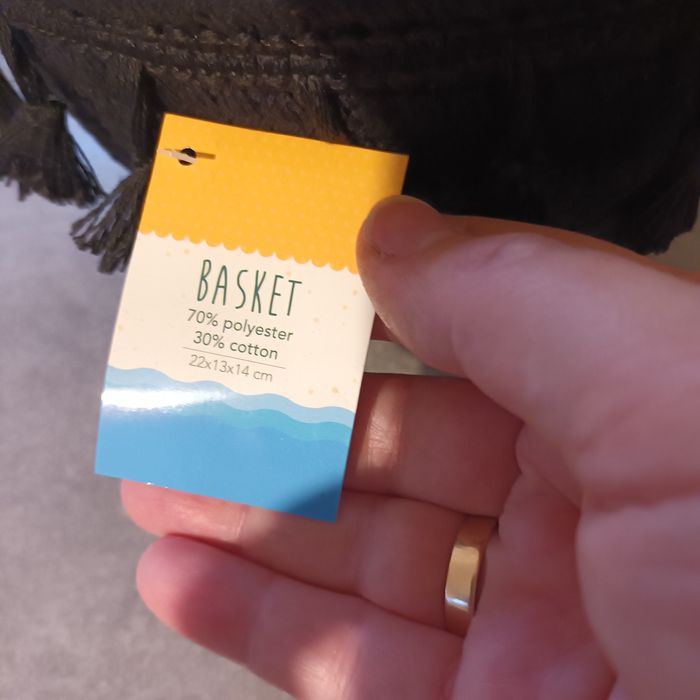 BASKET
70% polyester
30% cotton
22x13x14 cm